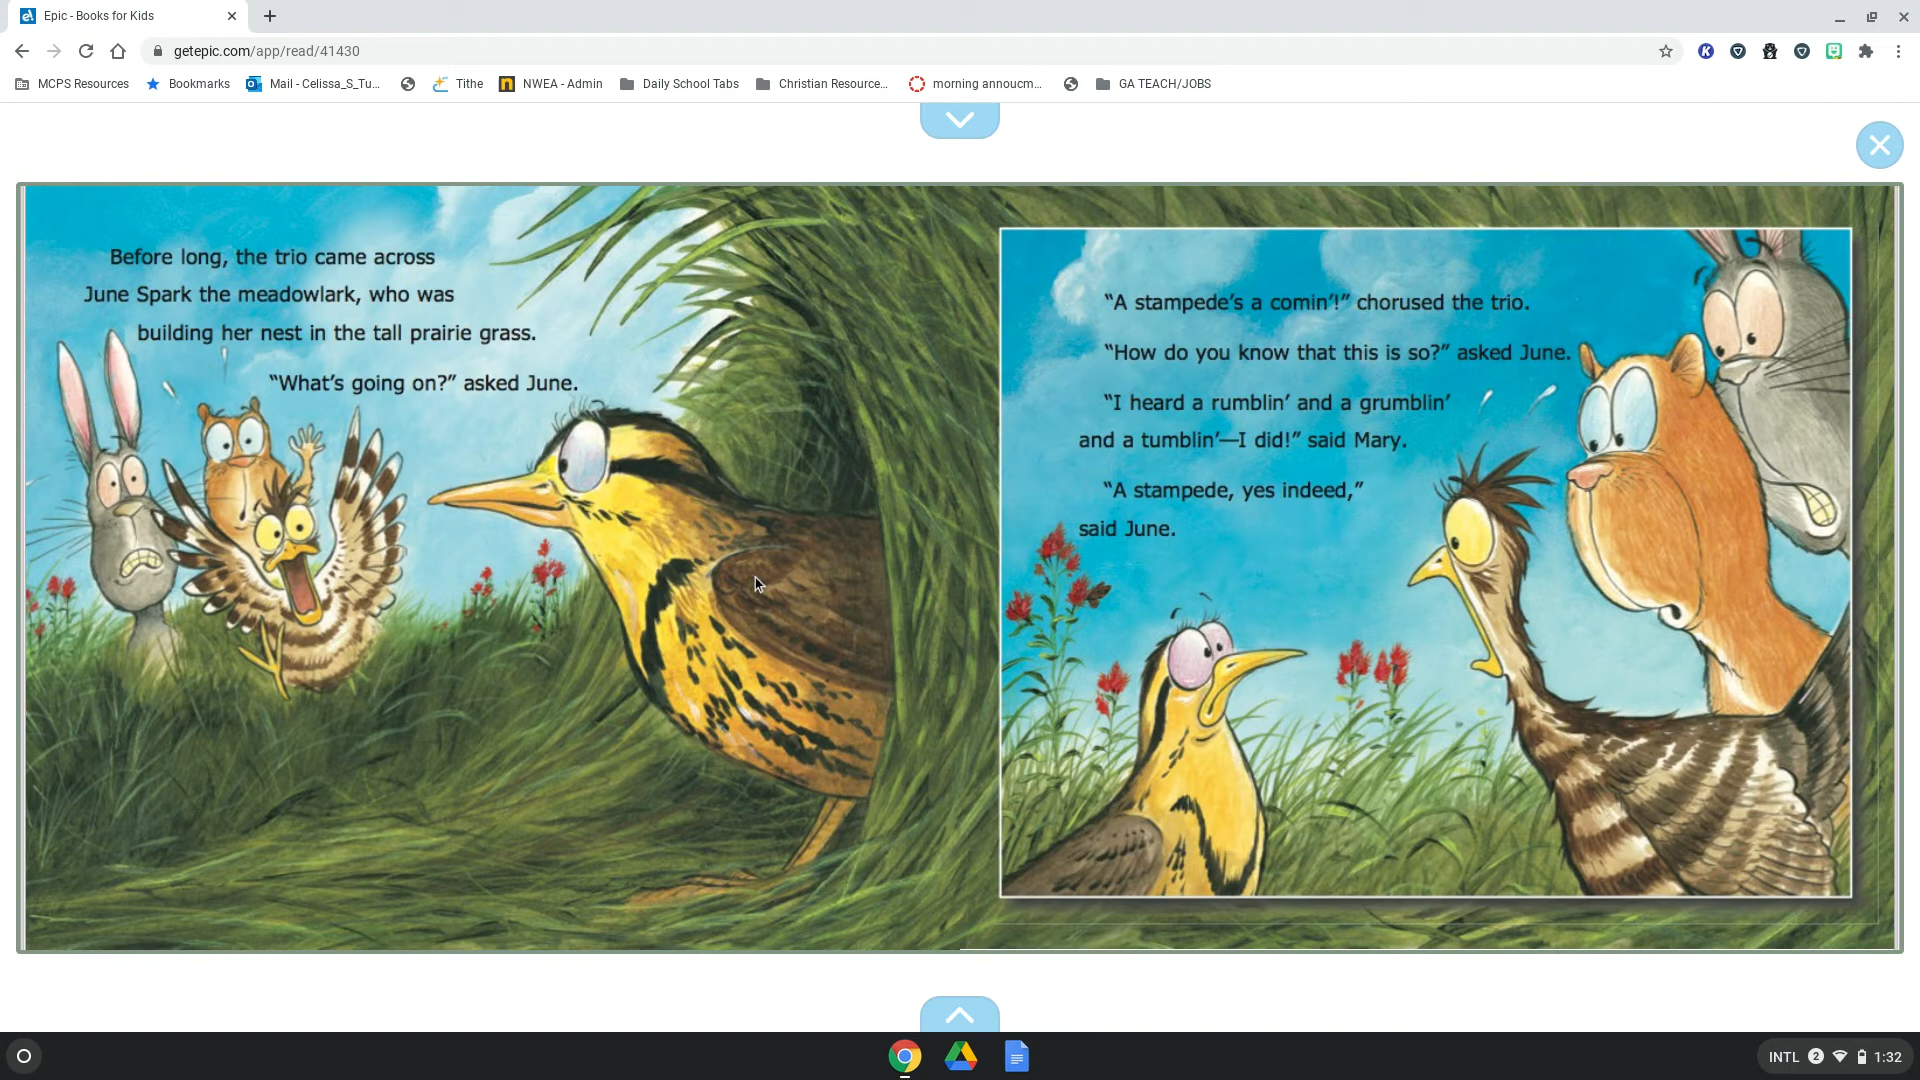 Epic - Books for Kids
getepic.com/app/read/41430
MCPS Resources
Bookmarks
Mail - Celissa_S_Tu...
Tithe
NWEA - Admin
Daily School Tabs
Christian Resource...
morning annoucm...
GA TEACH/JOBS
Before long, the trio came across
June Spark the meadowlark, who was
building her nest in the tall prairie grass.
“What’s going on?” asked June.
“A stampede’s a comin’!” chorused the trio.
“How do you know that this is so?” asked June.
“I heard a rumblin’ and a grumblin’
and a tumblin’—I did!” said Mary.
“A stampede, yes indeed,”
said June.
INTL 2 1:32